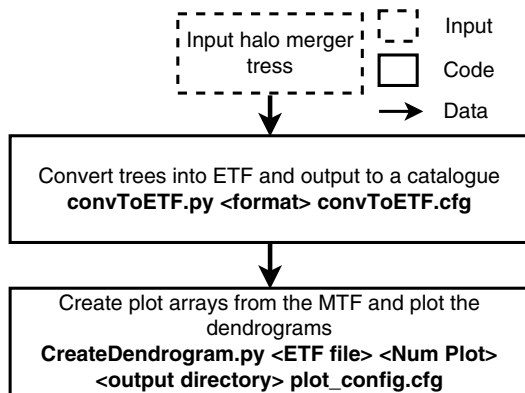 Input halo merger
tress
Input
Code
Data
Convert trees into ETF and output to a catalogue
convToETF.py <format> convToETF.cfg
Create plot arrays from the MTF and plot the
dendrograms
CreateDendrogram.py <ETF file> <Num Plot>
<output directory> plot_config.cfg